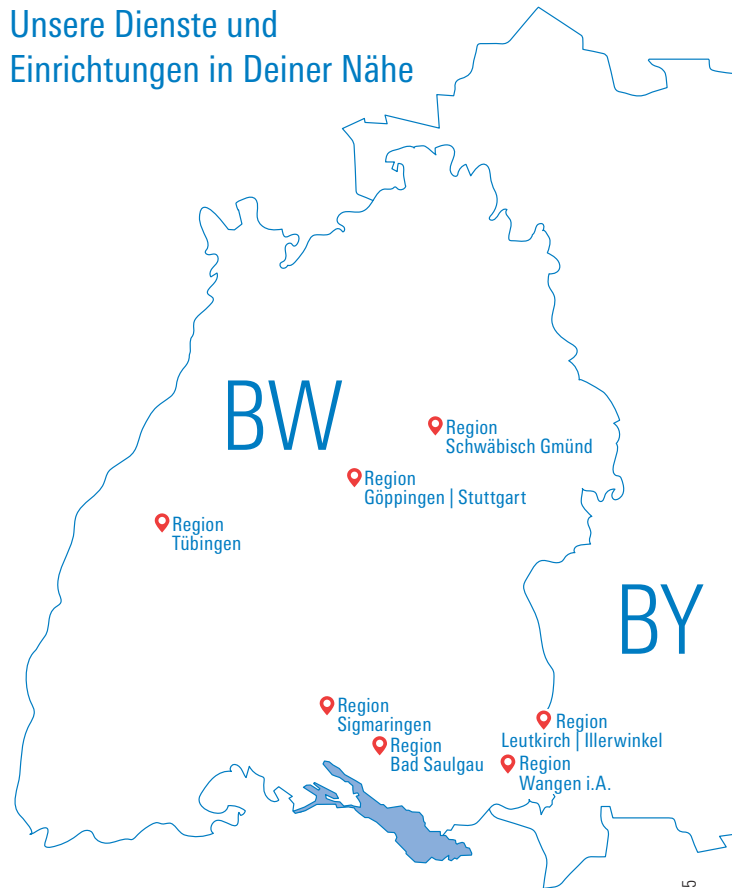 Unsere Dienste und
Einrichtungen in Deiner Nähe
BW
Region
Schwäbisch Gmünd
Region
Göppingen | Stuttgart
Region
Tübingen
BY
Region
Sigmaringen
Region
Bad Saulgau
Region
Leutkirch | Illerwinkel
Region
Wangen i.A.
5